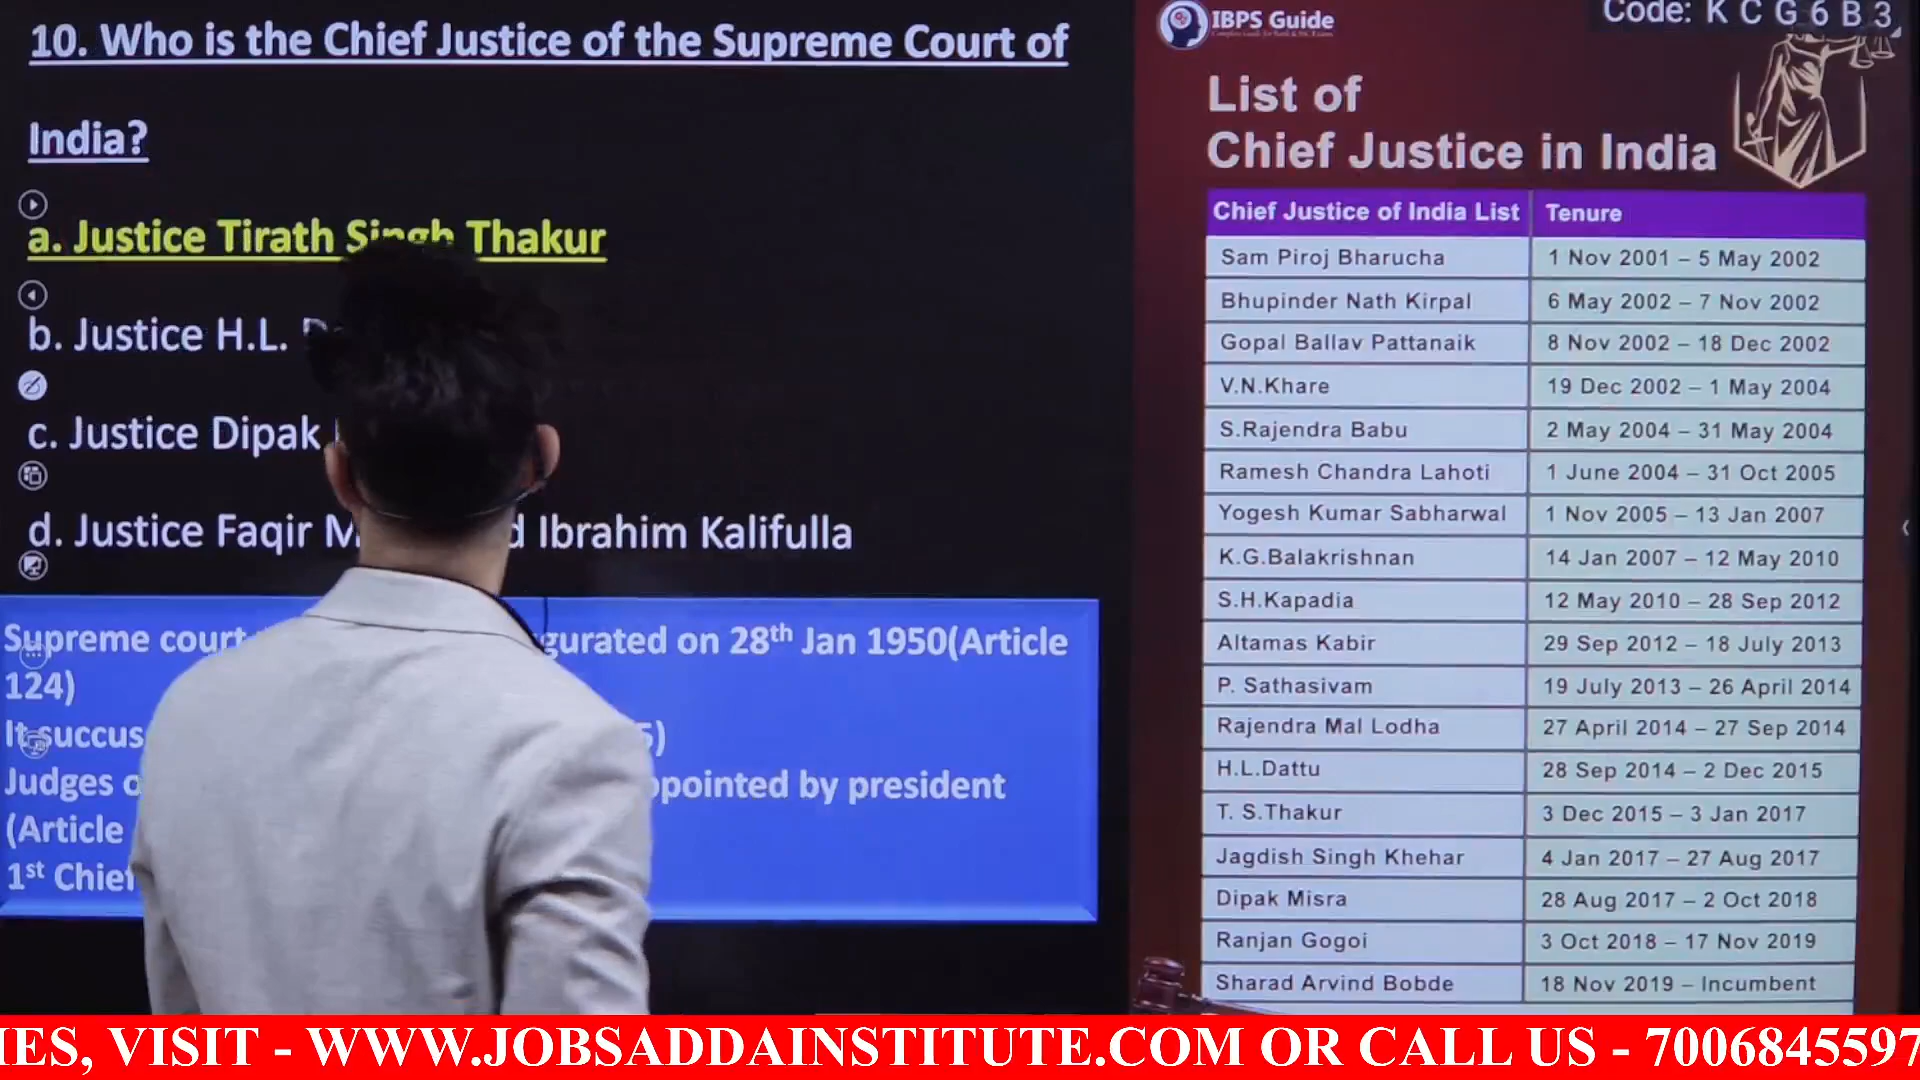 10. Who is the Chief Justice of the Supreme Court of
India?
a. Justice Tirath Singh Thakur
b. Justice H.L.
c. Justice Dipak
d. Justice Faqir Ibrahim Kalifulla
Supreme court gurated on 28th Jan 1950(Article
124)
It succus 5)
Judges ppointed by president
(Article
1st Chief
Code: K C G 6 B 3
IBPS Guide
List of
Chief Justice in India
Chief Justice of India List Tenure
Sam Piroj Bharucha 1 Nov 2001 – 5 May 2002
Bhupinder Nath Kirpal 6 May 2002 – 7 Nov 2002
Gopal Ballav Pattanaik 8 Nov 2002 – 18 Dec 2002
V.N.Khare 19 Dec 2002 – 1 May 2004
S.Rajendra Babu 2 May 2004 – 31 May 2004
Ramesh Chandra Lahoti 1 June 2004 – 31 Oct 2005
Yogesh Kumar Sabharwal 1 Nov 2005 – 13 Jan 2007
K.G.Balakrishnan 14 Jan 2007 – 12 May 2010
S.H.Kapadia 12 May 2010 – 28 Sep 2012
Altamas Kabir 29 Sep 2012 – 18 July 2013
P. Sathasivam 19 July 2013 – 26 April 2014
Rajendra Mal Lodha 27 April 2014 – 27 Sep 2014
H.L.Dattu 28 Sep 2014 – 2 Dec 2015
T. S.Thakur 3 Dec 2015 – 3 Jan 2017
Jagdish Singh Khehar 4 Jan 2017 – 27 Aug 2017
Dipak Misra 28 Aug 2017 – 2 Oct 2018
Ranjan Gogoi 3 Oct 2018 – 17 Nov 2019
Sharad Arvind Bobde 18 Nov 2019 – Incumbent
IES, VISIT - WWW.JOBSADDAINSTITUTE.COM OR CALL US - 7006845597